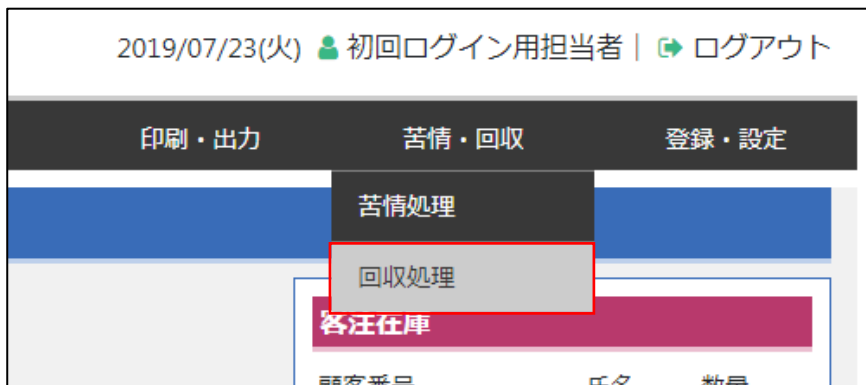 2019/07/23(火) 初回ログイン用担当者 | ログアウト
印刷・出力 苦情・回収 登録・設定
苦情処理
回収処理
客注在庫
顧客番号 氏名 数量